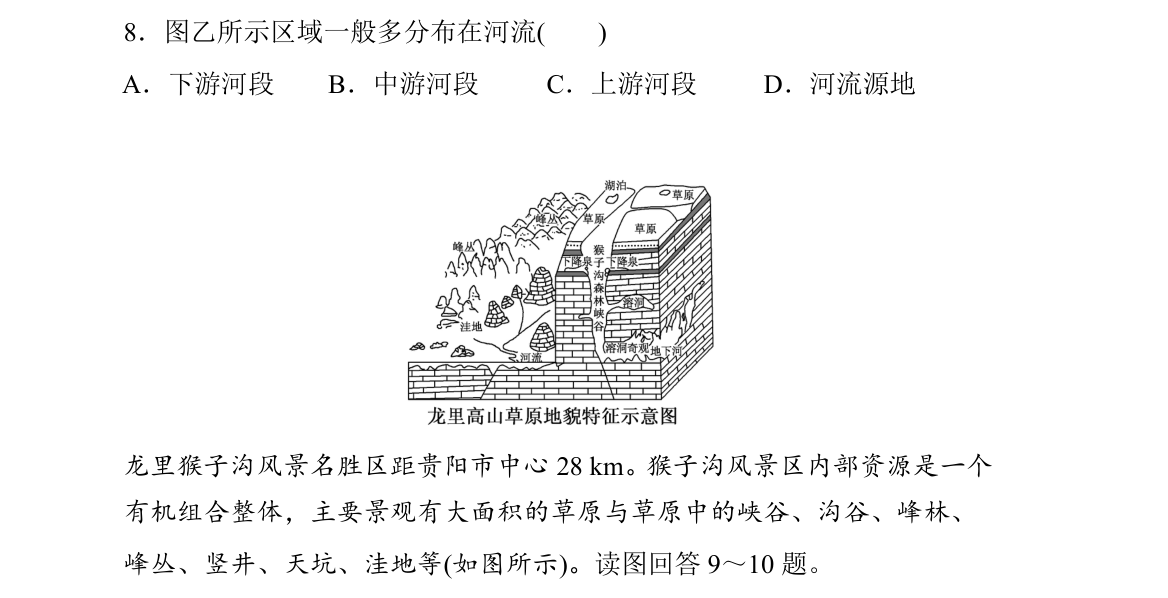 8．图乙所示区域一般多分布在河流(　　)
A．下游河段　　B．中游河段　　C．上游河段　　D．河流源地
湖泊
草原
峰丛
草原
草原
峰丛
猴子沟森林峡谷
下降泉
下降泉
溶洞
洼地
溶洞奇观
地下河
河流
龙里高山草原地貌特征示意图
龙里猴子沟风景名胜区距贵阳市中心 28 km。猴子沟风景区内部资源是一个
有机组合整体，主要景观有大面积的草原与草原中的峡谷、沟谷、峰林、
峰丛、竖井、天坑、洼地等(如图所示)。读图回答 9～10 题。